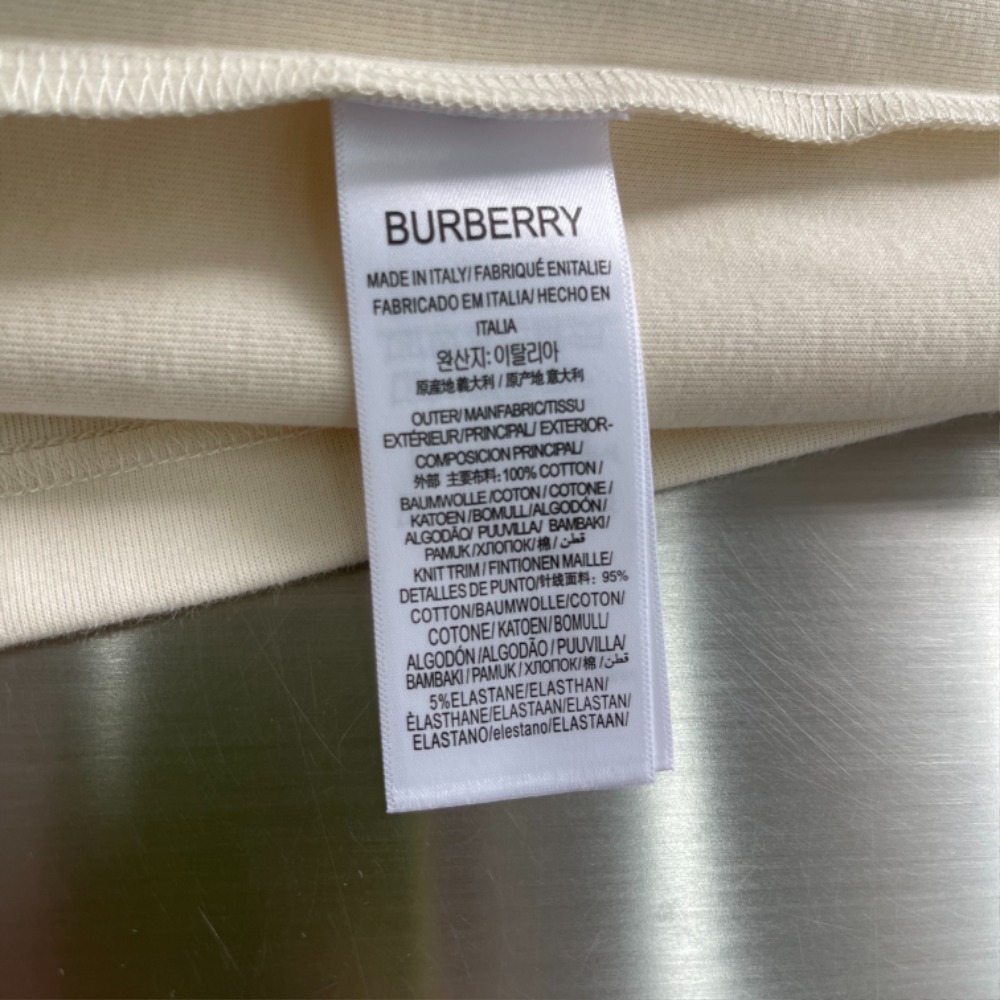 BURBERRY
MADE IN ITALY/ FABRIQUÉ ENITALIE/
FABRICADO EM ITALIA/ HECHO EN
ITALIA
완산지: 이탈리아
原産地義大利 / 原产地 意大利
OUTER/ MAINFABRIC/TISSU
EXTÉRIEUR/PRINCIPAL/ EXTERIOR-
COMPOSICION PRINCIPAL/
外部 主要布料: 100% COTTON /
BAUMWOLLE /COTON / COTONE /
KATOEN /BOMULL/ALGODÓN/
ALGODÃO/ PUUVILLA/ BAMBAKI/
PAMUK /ХЛОПОК/ 棉 / قطن/
KNIT TRIM / FINTIONEN MAILLE/
DETALLES DE PUNTO/针线面料: 95%
COTTON/BAUMWOLLE/COTON/
COTONE/ KATOEN/ BOMULL/
ALGODÓN /ALGODÃO / PUUVILLA/
BAMBAKI / PAMUK / ХЛОПОК/ 棉 / قطن/
5%ELASTANE/ELASTHAN/
ÈLASTHANE/ELASTAAN/ELASTAN/
ELASTANO/elestano/ELASTAAN/